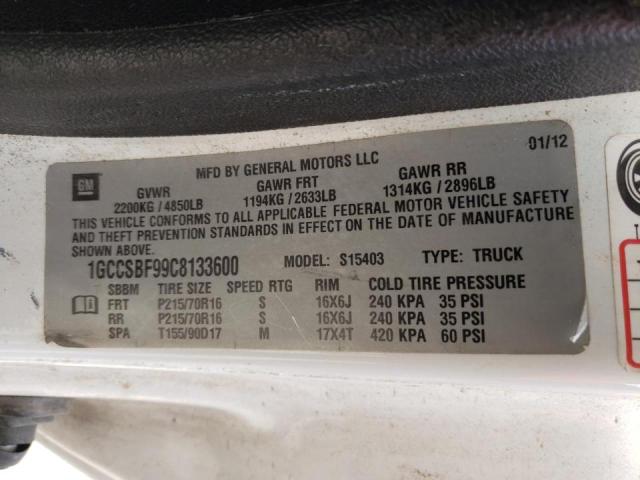 MFD BY GENERAL MOTORS LLC 01/12
GM
GVWR GAWR FRT GAWR RR
2200KG / 4850LB 1194KG / 2633LB 1314KG / 2896LB
THIS VEHICLE CONFORMS TO ALL APPLICABLE FEDERAL MOTOR VEHICLE SAFETY
AND THEFT PREVENTION STANDARDS IN EFFECT ON THE DATE OF MANUFACTURE
SHOWN ABOVE.
1GCCSBF99C8133600 MODEL: S15403 TYPE: TRUCK
SBBM TIRE SIZE SPEED RTG RIM COLD TIRE PRESSURE
FRT P215/70R16 S 16X6J 240 KPA 35 PSI
RR P215/70R16 S 16X6J 240 KPA 35 PSI
SPA T155/90D17 M 17X4T 420 KPA 60 PSI